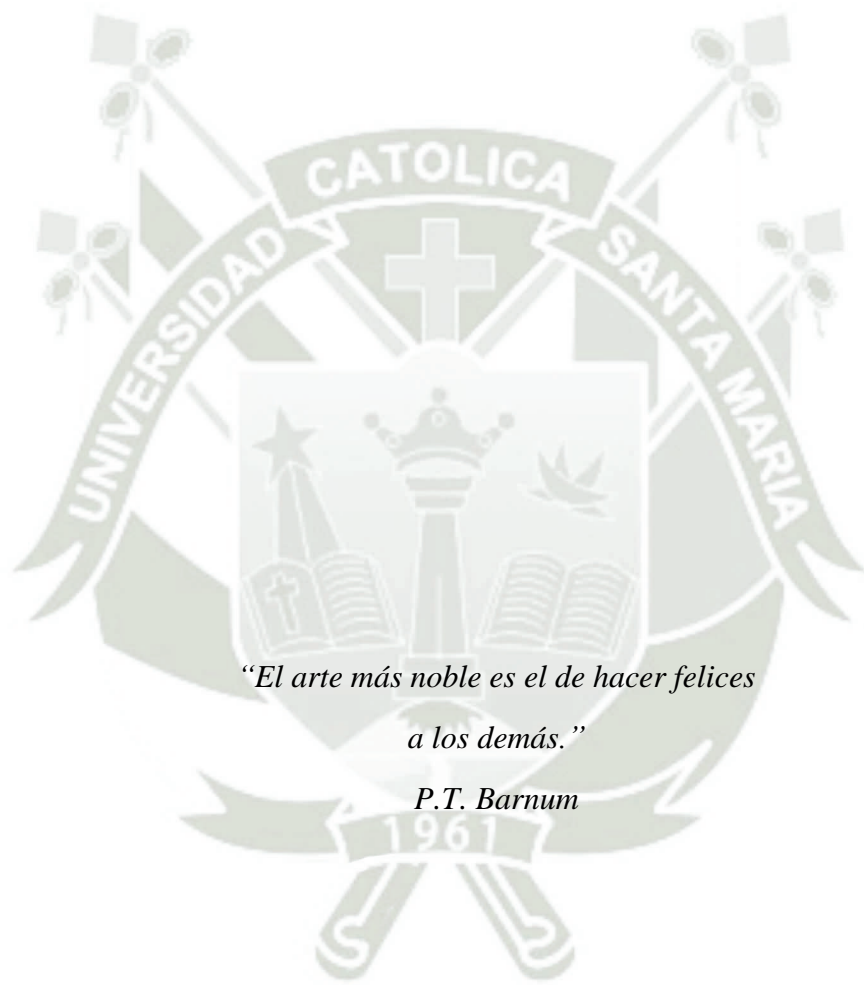 UNIVERSIDAD
CATOLICA
SANTA MARIA
“El arte más noble es el de hacer felices
a los demás.”
P.T. Barnum
1961